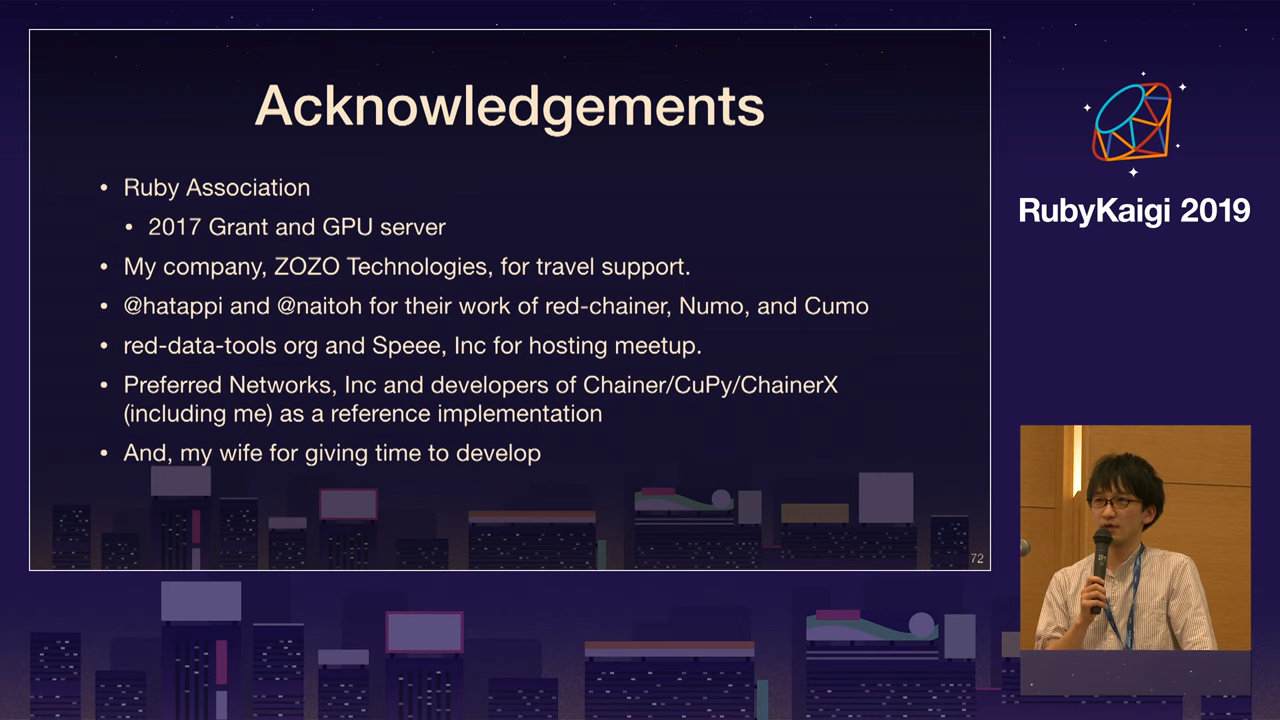 Acknowledgements
• Ruby Association
• 2017 Grant and GPU server
• My company, ZOZO Technologies, for travel support.
• @hatappi and @naitoh for their work of red-chainer, Numo, and Cumo
• red-data-tools org and Speee, Inc for hosting meetup.
• Preferred Networks, Inc and developers of Chainer/CuPy/ChainerX
(including me) as a reference implementation
• And, my wife for giving time to develop
72
RubyKaigi 2019